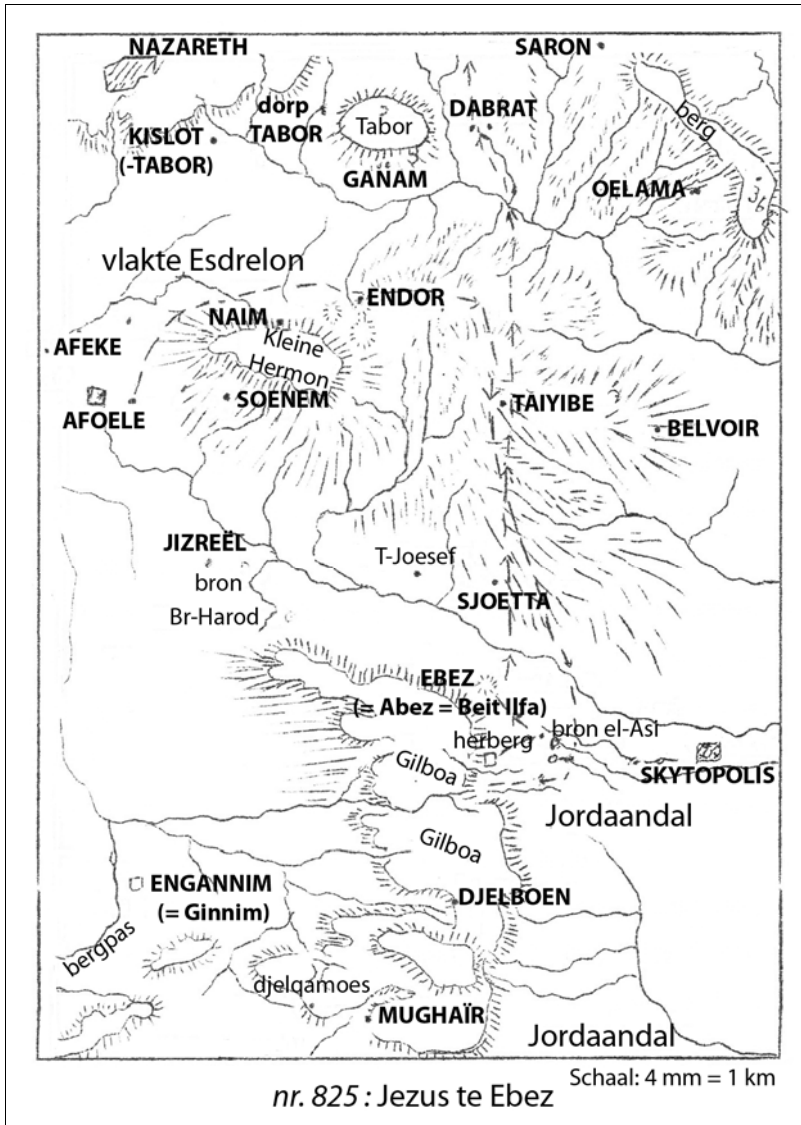 NAZARETH
SARON
dorp
TABOR
Tabor
DABRAT
berg
KISLOT
(-TABOR)
GANAM
OELAMA
36
vlakte Esdrelon
ENDOR
NAIM
Kleine
Hermon
AFEKE
SOENEM
AFOELE
TAIYIBE
BELVOIR
JIZREËL
bron
Br-Harod
T-Joesef
SJOETTA
EBEZ
(= Abez = Beit Ilfa)
herberg
bron el-Asi
Gilboa
SKYTOPOLIS
Jordaandal
Gilboa
ENGANNIM
(= Ginnim)
DJELBOEN
bergpas
djelqamoes
MUGHAÏR
Jordaandal
Schaal: 4 mm = 1 km
nr. 825 : Jezus te Ebez